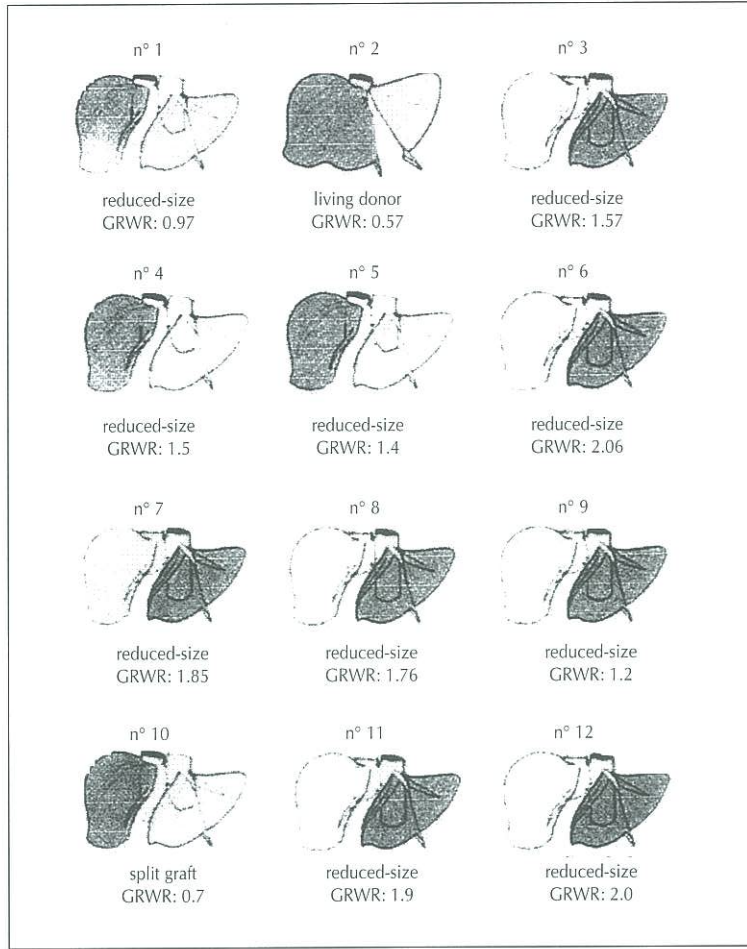 n° 1
n° 2
n° 3
reduced-size
GRWR: 0.97
living donor
GRWR: 0.57
reduced-size
GRWR: 1.57
n° 4
n° 5
n° 6
reduced-size
GRWR: 1.5
reduced-size
GRWR: 1.4
reduced-size
GRWR: 2.06
n° 7
n° 8
n° 9
reduced-size
GRWR: 1.85
reduced-size
GRWR: 1.76
reduced-size
GRWR: 1.2
n° 10
n° 11
n° 12
split graft
GRWR: 0.7
reduced-size
GRWR: 1.9
reduced-size
GRWR: 2.0